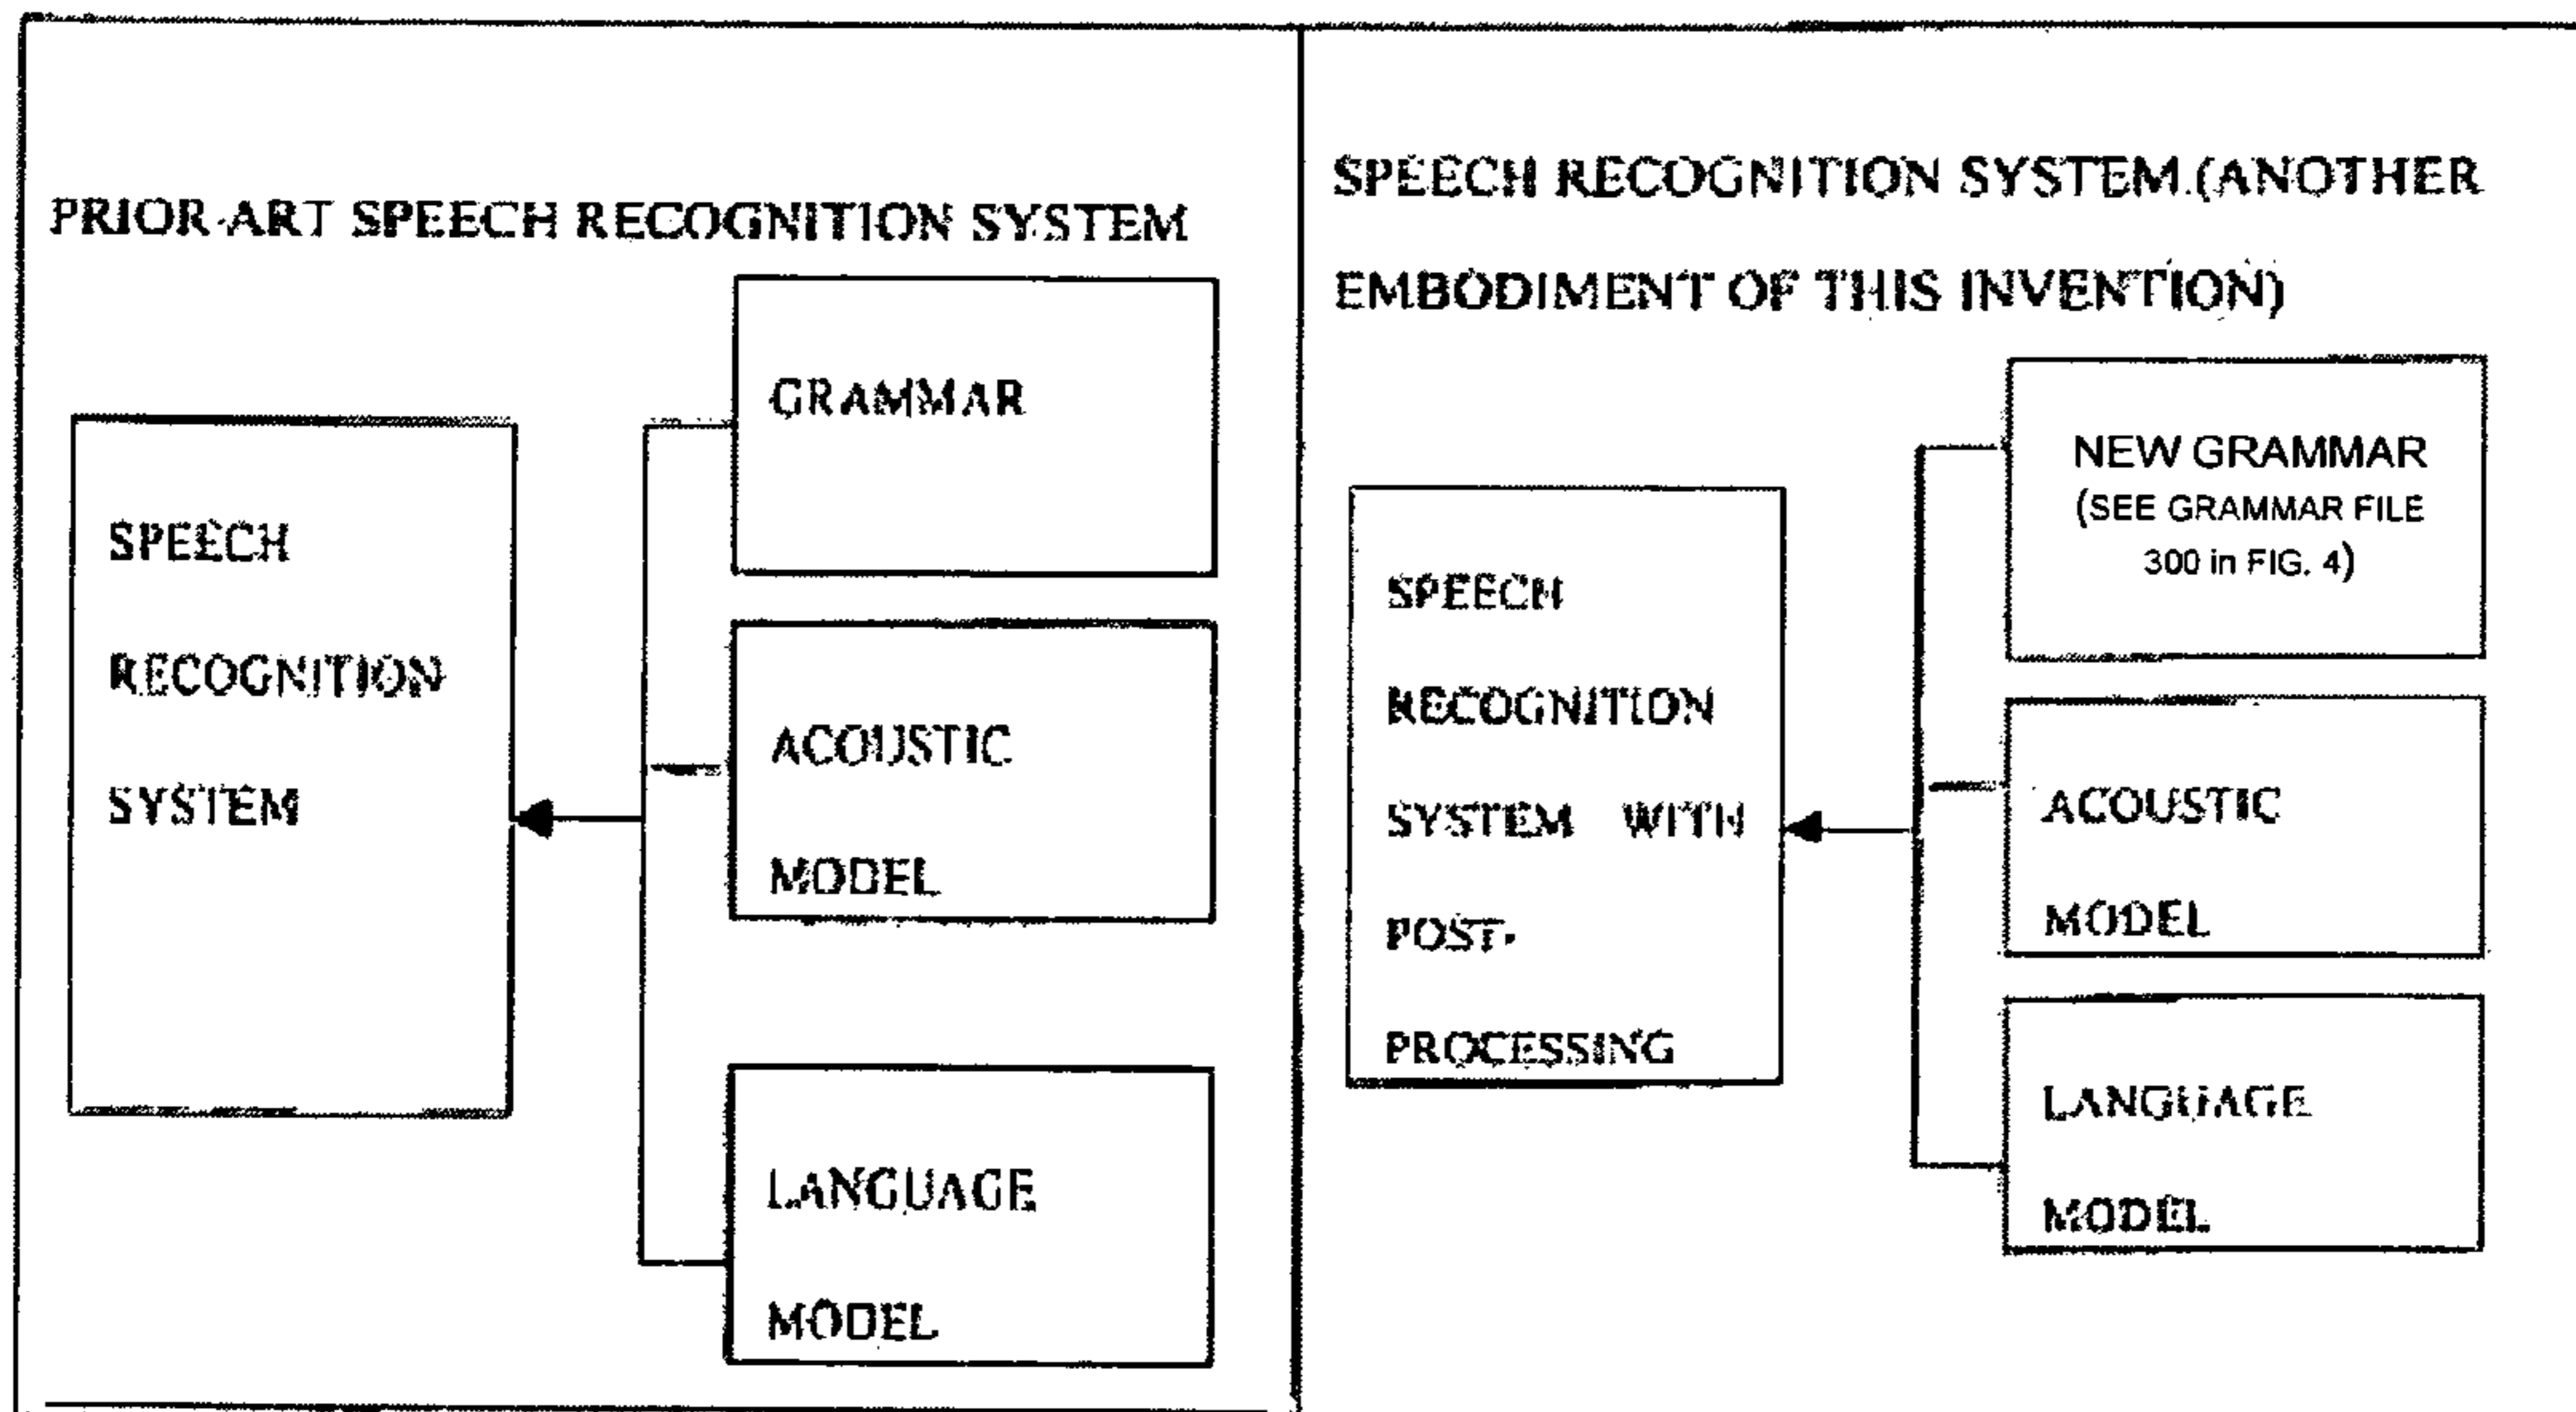 PRIOR-ART SPEECH RECOGNITION SYSTEM
SPEECH
RECOGNITION
SYSTEM
GRAMMAR
ACOUSTIC
MODEL
LANGUAGE
MODEL
SPEECH RECOGNITION SYSTEM (ANOTHER
EMBODIMENT OF THIS INVENTION)
SPEECH
RECOGNITION
SYSTEM WITH
POST-
PROCESSING
NEW GRAMMAR
(SEE GRAMMAR FILE
300 in FIG. 4)
ACOUSTIC
MODEL
LANGUAGE
MODEL